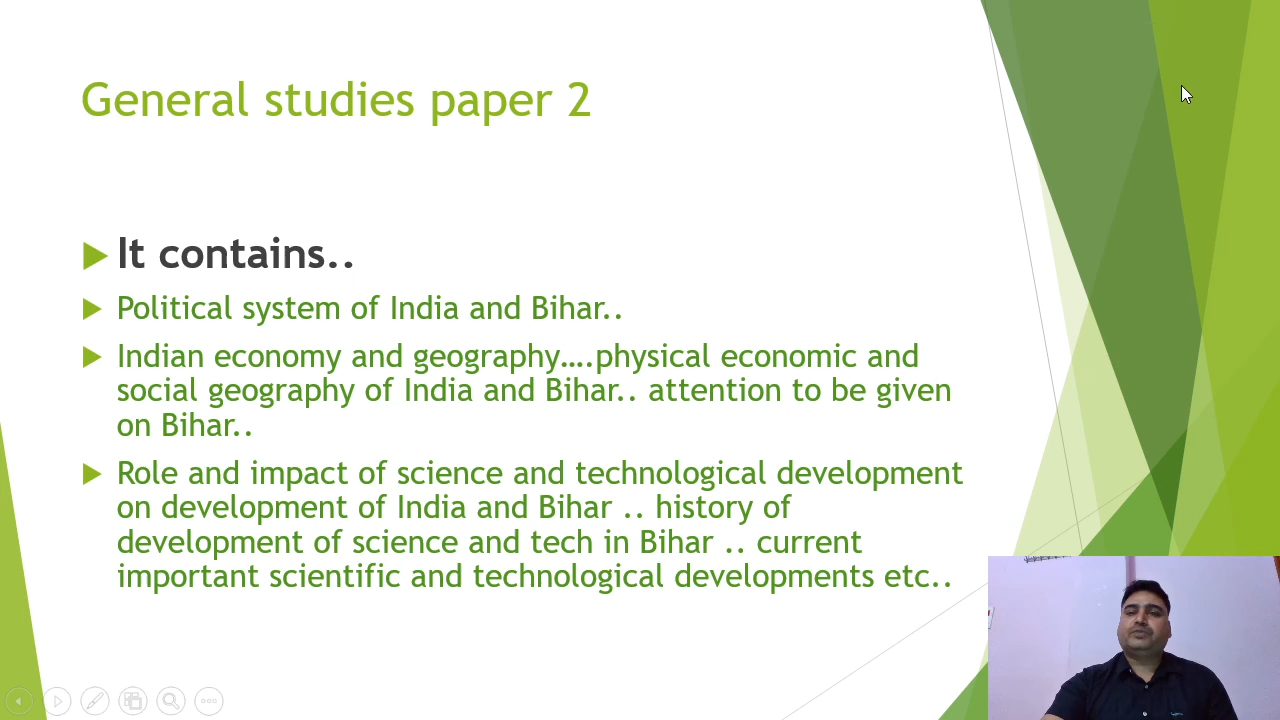 General studies paper 2
It contains..
Political system of India and Bihar..
Indian economy and geography….physical economic and
social geography of India and Bihar.. attention to be given
on Bihar..
Role and impact of science and technological development
on development of India and Bihar .. history of
development of science and tech in Bihar .. current
important scientific and technological developments etc..